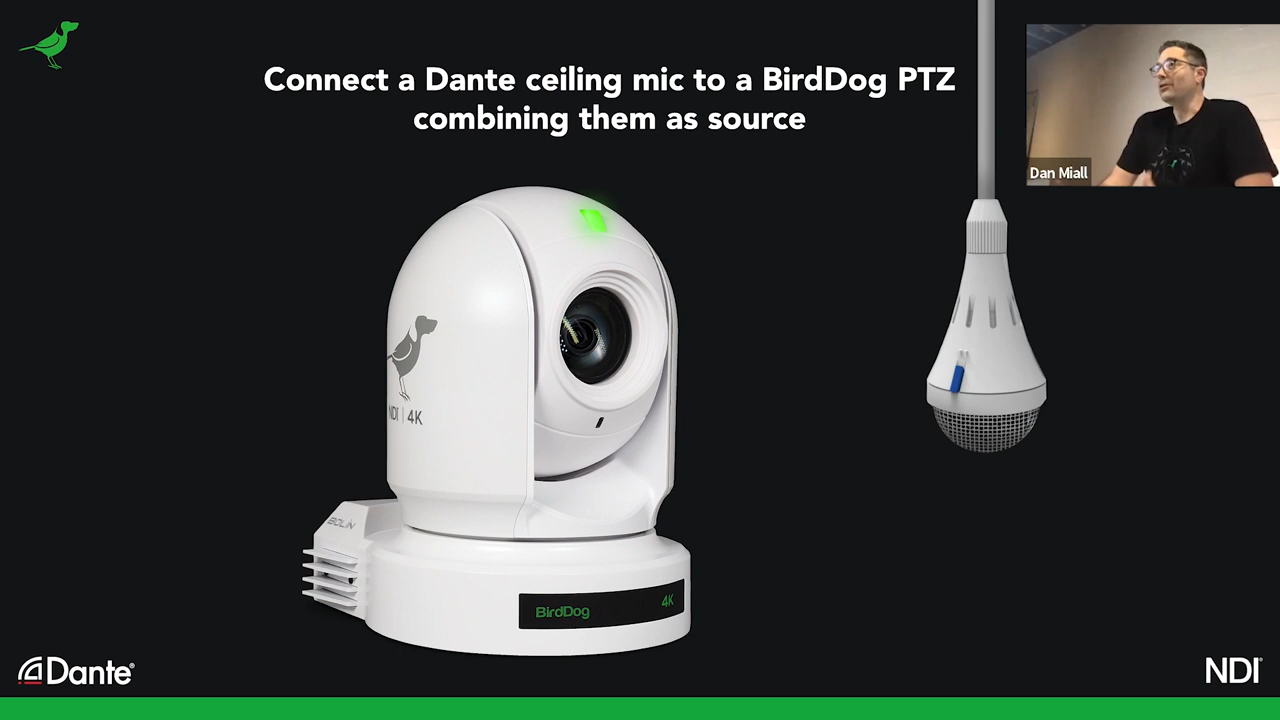 Connect a Dante ceiling mic to a BirdDog PTZ
combining them as source
Dan Miall
NDI | 4K
BOLIN
BirdDog 4K
Dante®
NDI®